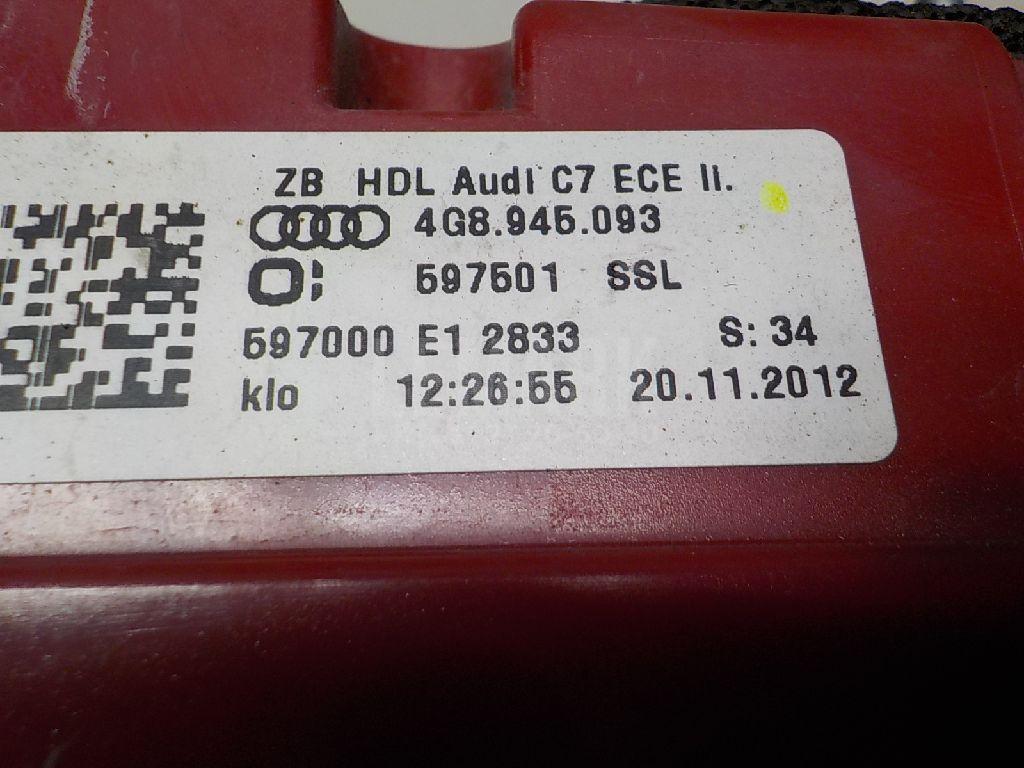 ZB HDL Audi C7 ECE II.
4G8.945.093
597501 SSL
597000 E1 2833 S: 34
klo 12:26:55 20.11.2012